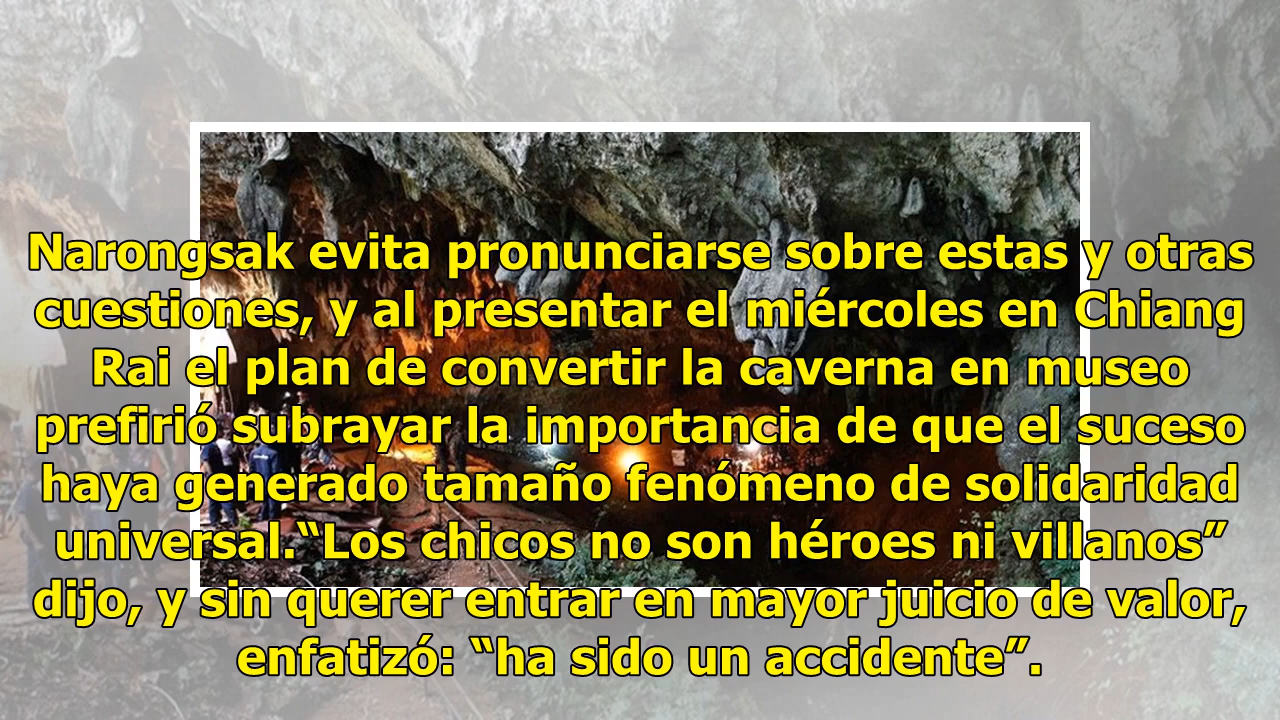 Narongsak evita pronunciarse sobre estas y otras
cuestiones, y al presentar el miércoles en Chiang
Rai el plan de convertir la caverna en museo
prefirió subrayar la importancia de que el suceso
haya generado tamaño fenómeno de solidaridad
universal.“Los chicos no son héroes ni villanos”
dijo, y sin querer entrar en mayor juicio de valor,
enfatizó: “ha sido un accidente”.